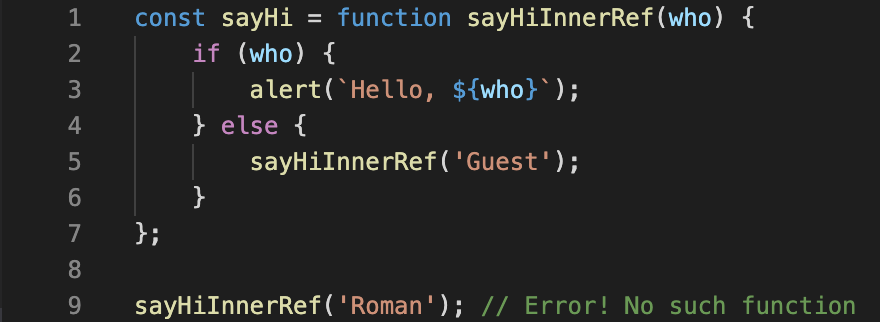 1 const sayHi = function sayHiInnerRef(who) {
2 if (who) {
3 alert(`Hello, ${who}`);
4 } else {
5 sayHiInnerRef('Guest');
6 }
7 };
8
9 sayHiInnerRef('Roman'); // Error! No such function